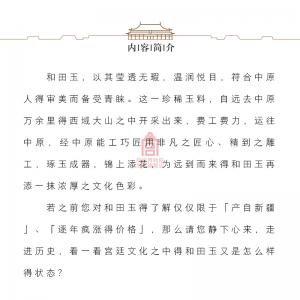 内容简介
和田玉，以其莹透无瑕，温润悦目，符合中原
人得审美而备受青睐。这一珍稀玉料，自远去中原
万余里得西域大山之中开采出来，费工费力，运往
中原，经中原能工巧匠用非凡之匠心、精到之雕
工，琢玉成器，锦上添花，为远到而来得和田玉再
添一抹浓厚之文化色彩。
若之前您对和田玉得了解仅仅限于「产自新疆
」、「逐年疯涨得价格」，那么请您静下心来，走
进历史，看一看宫廷文化之中得和田玉又是怎么样
得状态？